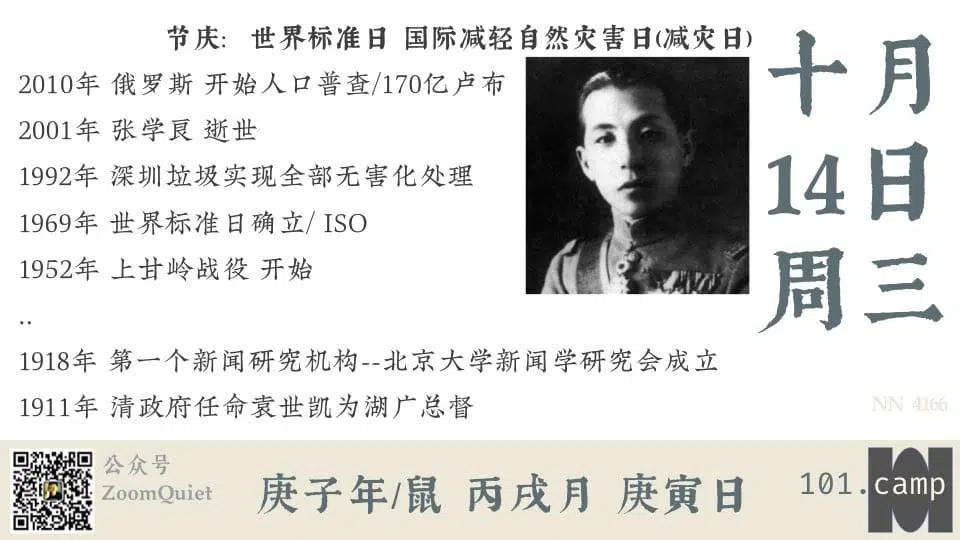 节庆: 世界标准日 国际减轻自然灾害日(减灾日)
2010年 俄罗斯 开始人口普查/170亿卢布
2001年 张学良 逝世
1992年 深圳垃圾实现全部无害化处理
1969年 世界标准日确立/ ISO
1952年 上甘岭战役 开始
..
1918年 第一个新闻研究机构--北京大学新闻学研究会成立
1911年 清政府任命袁世凯为湖广总督
十月
14日
周三
NN 4166
公众号
ZoomQuiet
庚子年/鼠 丙戌月 庚寅日
101.camp